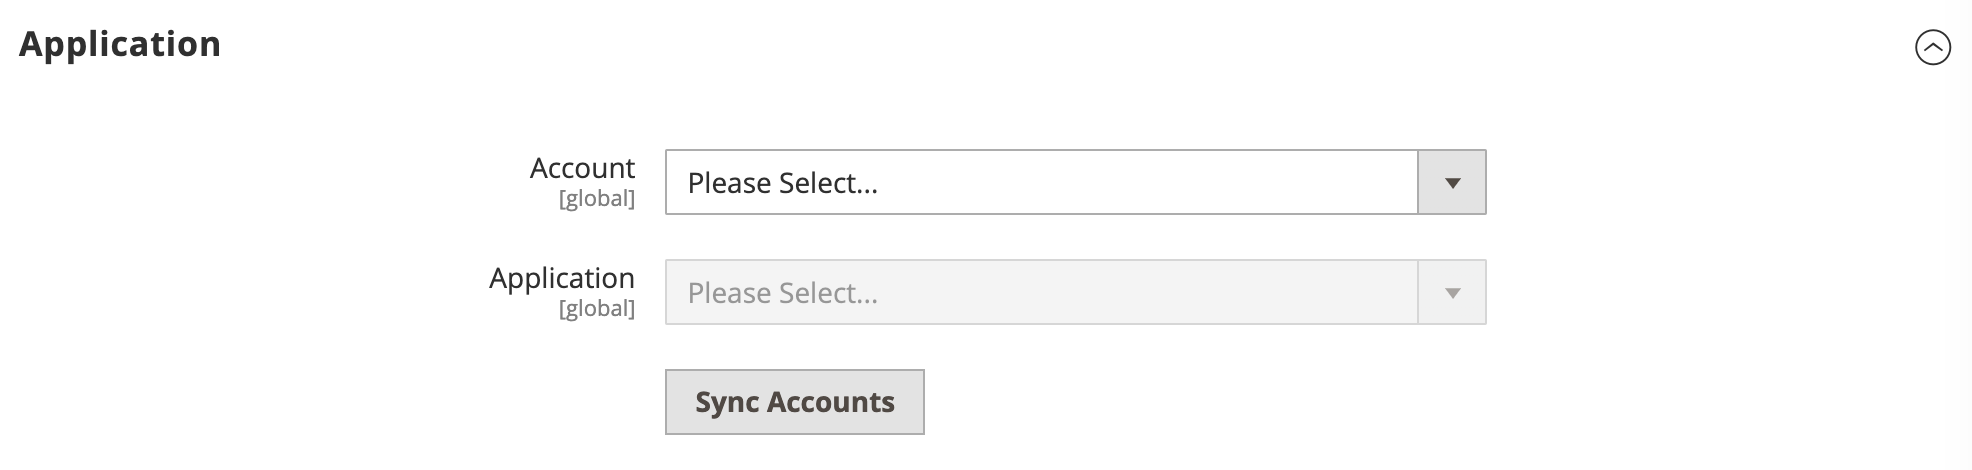 Application
Account
[global]
Please Select...
Application
[global]
Please Select...
Sync Accounts